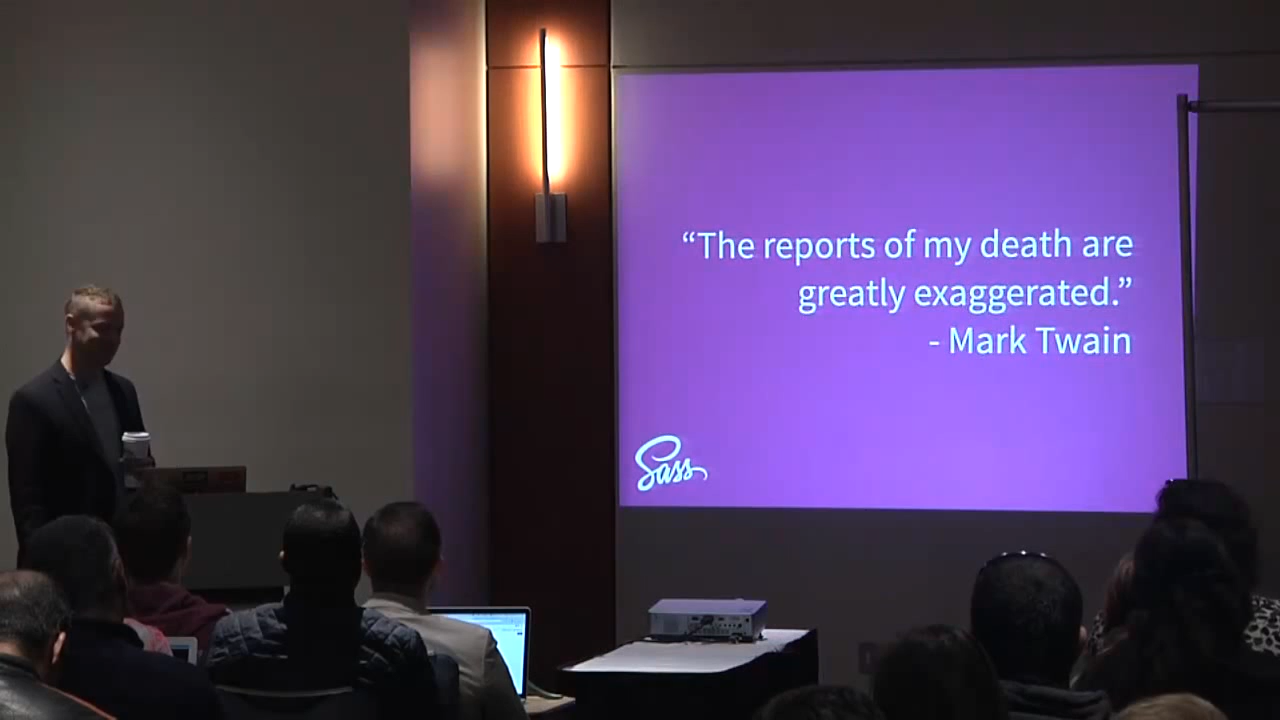 “The reports of my death are
greatly exaggerated.”
- Mark Twain
Sass